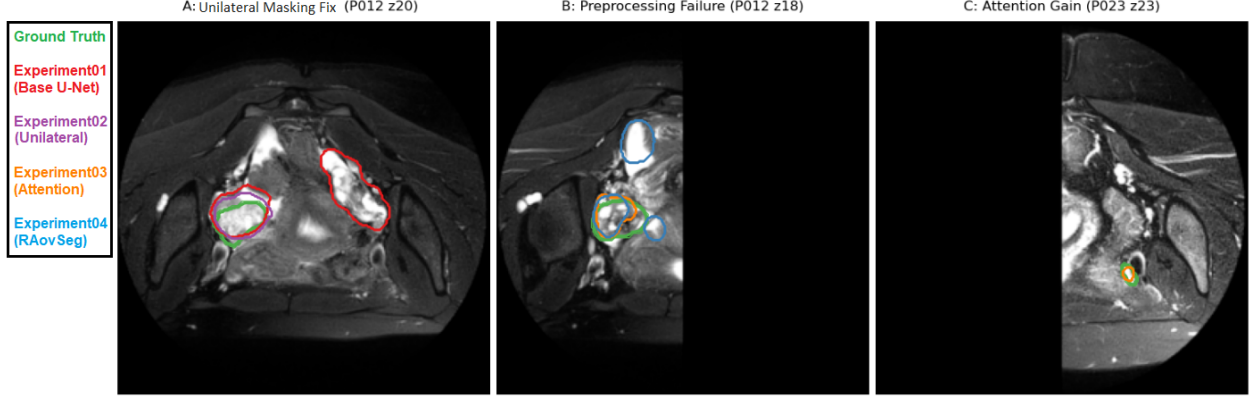 A: Unilateral Masking Fix (P012 z20)
B: Preprocessing Failure (P012 z18)
C: Attention Gain (P023 z23)
Ground Truth
Experiment01
(Base U-Net)
Experiment02
(Unilateral)
Experiment03
(Attention)
Experiment04
(RAovSeg)